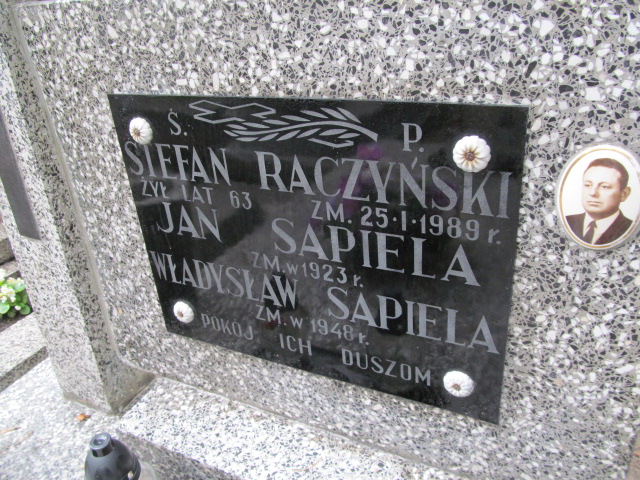 Ś. P.
STEFAN RACZYŃSKI
ŻYŁ LAT 63 ZM. 25·I·1989 r.
JAN SAPIELA
ZM. w 1923 r.
WŁADYSŁAW SAPIELA
ZM. w 1948 r.
POKÓJ ICH DUSZOM